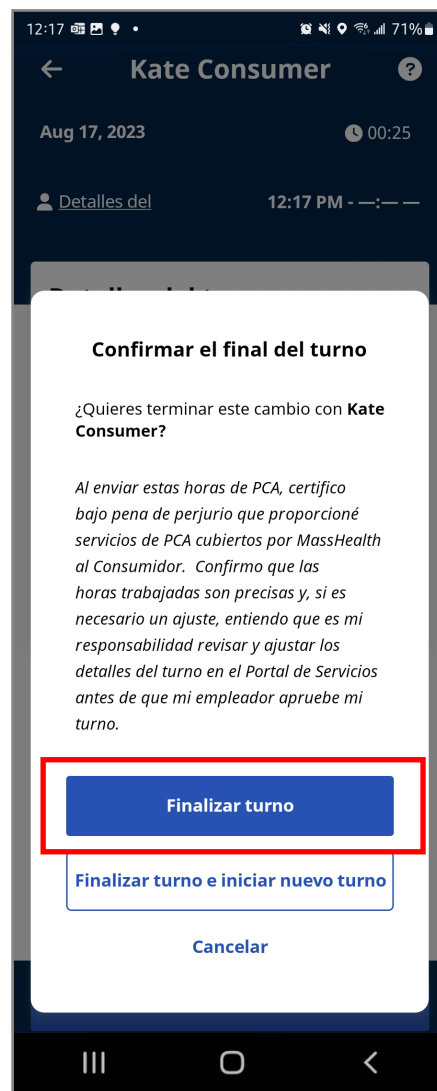 12:17
71%
Kate Consumer
Aug 17, 2023
00:25
Detalles del
12:17 PM - —:— —
Confirmar el final del turno
¿Quieres terminar este cambio con Kate
Consumer?
Al enviar estas horas de PCA, certifico
bajo pena de perjurio que proporcioné
servicios de PCA cubiertos por MassHealth
al Consumidor.  Confirmo que las
horas trabajadas son precisas y, si es
necesario un ajuste, entiendo que es mi
responsabilidad revisar y ajustar los
detalles del turno en el Portal de Servicios
antes de que mi empleador apruebe mi
turno.
Finalizar turno
Finalizar turno e iniciar nuevo turno
Cancelar